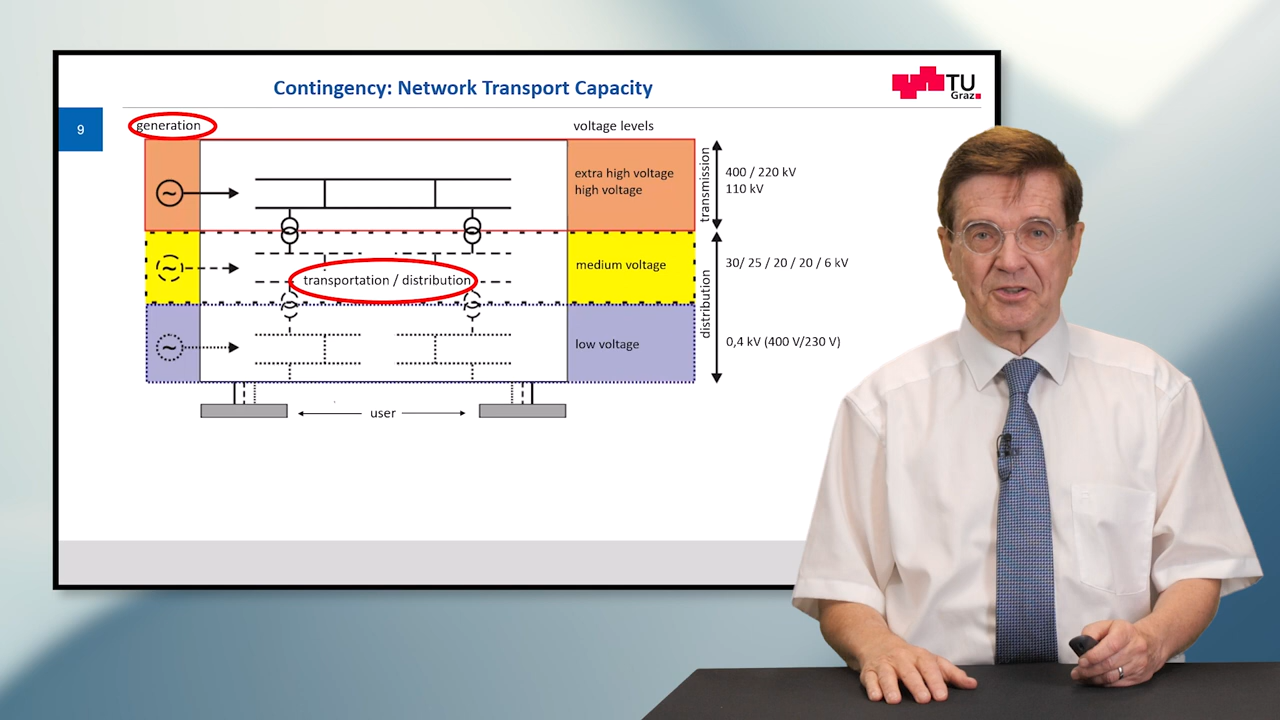 Contingency: Network Transport Capacity
TU
Graz
9
generation
voltage levels
extra high voltage
high voltage
transmission
400 / 220 kV
110 kV
medium voltage
transportation / distribution
distribution
30/ 25 / 20 / 20 / 6 kV
low voltage
0,4 kV (400 V/230 V)
user